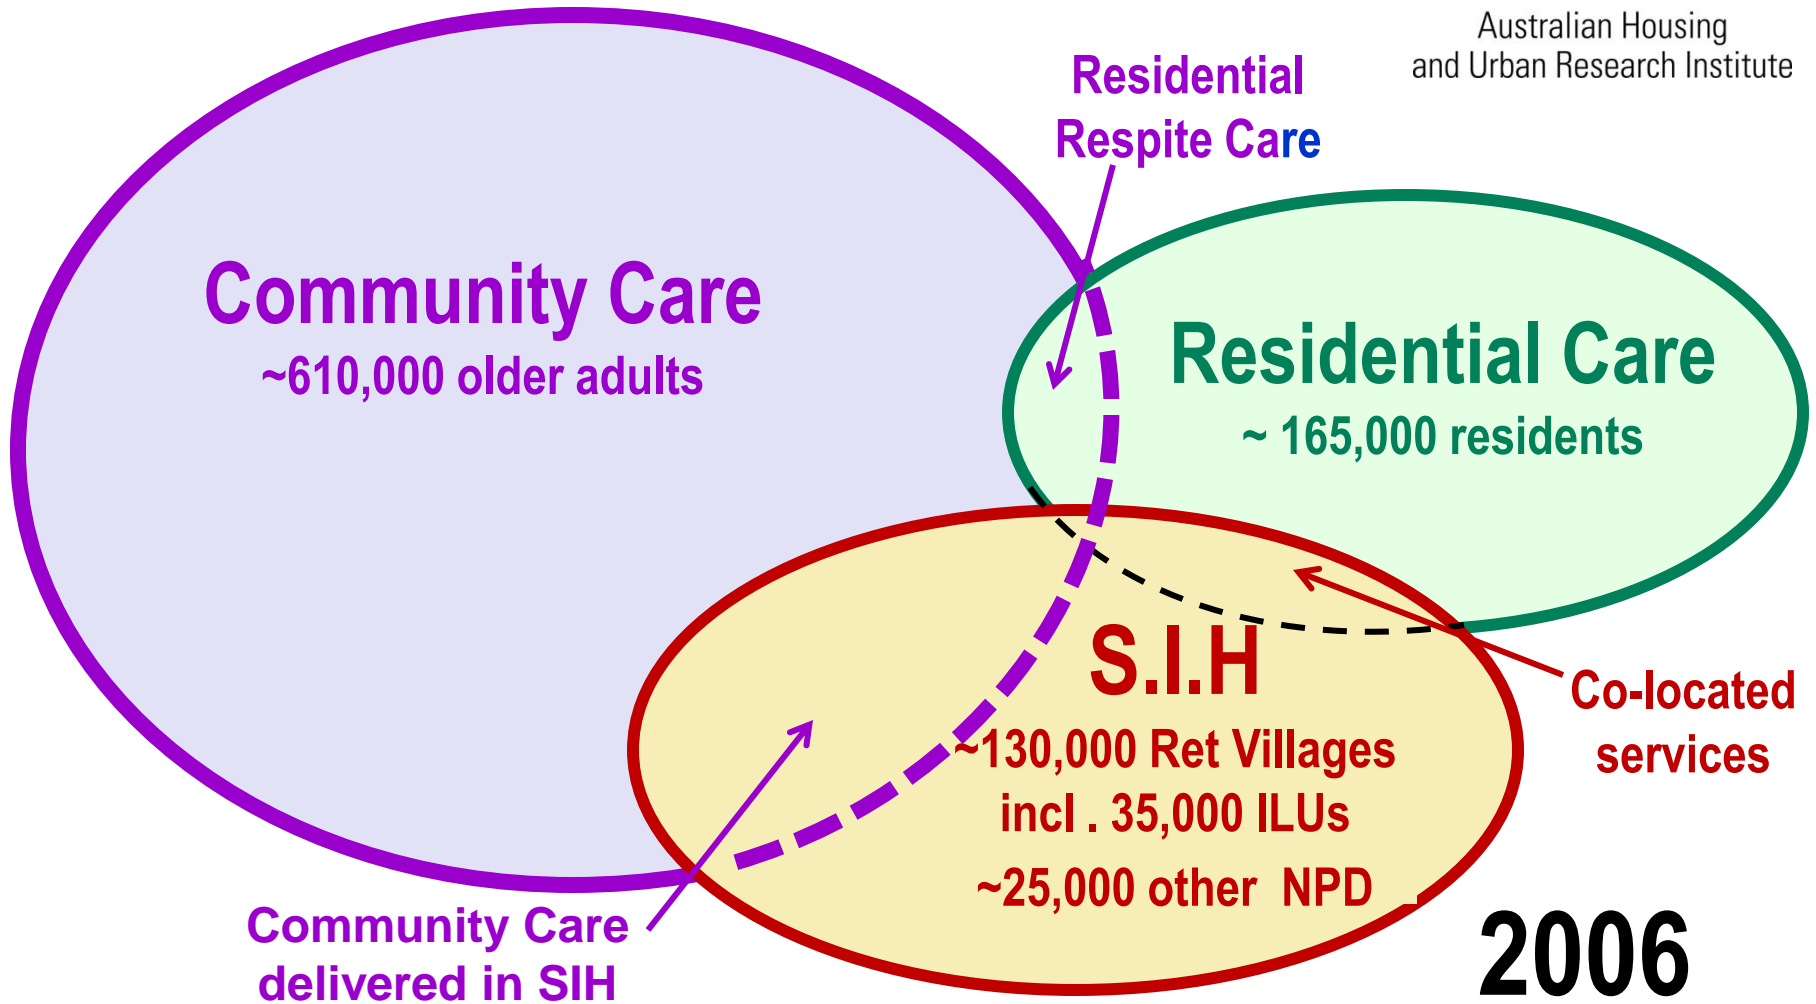 Australian Housing
and Urban Research Institute
Residential
Respite Care
Community Care
~610,000 older adults
Residential Care
~ 165,000 residents
S.I.H
~130,000 Ret Villages
incl . 35,000 ILUs
~25,000 other NPD
Co-located
services
Community Care
delivered in SIH
2006